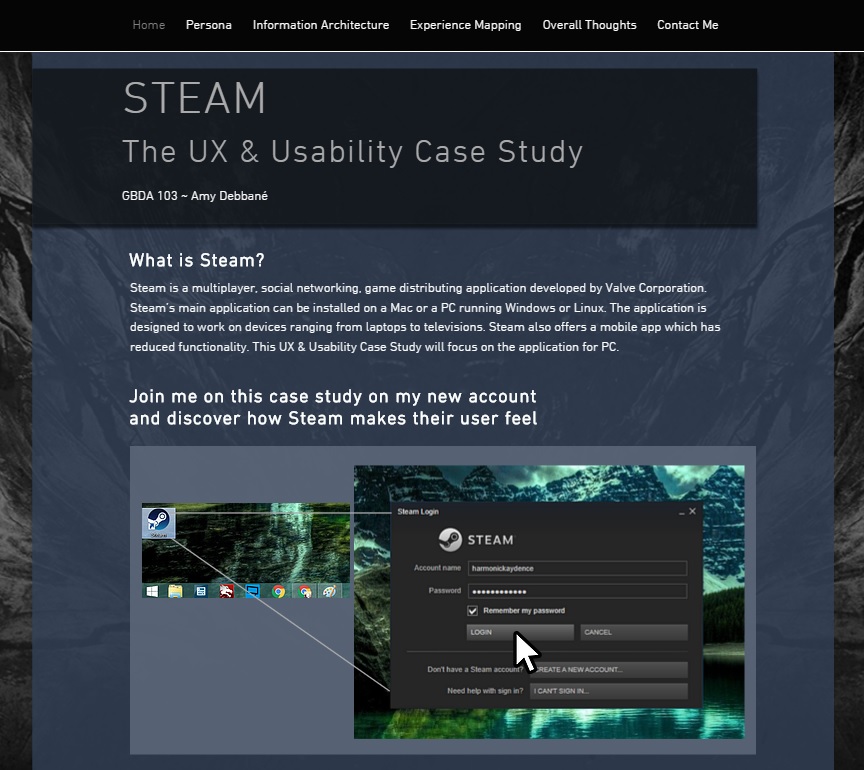 Home Persona Information Architecture Experience Mapping Overall Thoughts Contact Me
STEAM
The UX & Usability Case Study
GBDA 103 ~ Amy Debbané
What is Steam?
Steam is a multiplayer, social networking, game distributing application developed by Valve Corporation.
Steam's main application can be installed on a Mac or a PC running Windows or Linux. The application is
designed to work on devices ranging from laptops to televisions. Steam also offers a mobile app which has
reduced functionality. This UX & Usability Case Study will focus on the application for PC.
Join me on this case study on my new account
and discover how Steam makes their user feel
Steam Login
STEAM
Account name harmonickaydence
Password
Remember my password
LOGIN CANCEL
Don't have a Steam account? CREATE A NEW ACCOUNT...
Need help with sign in? I CAN'T SIGN IN...